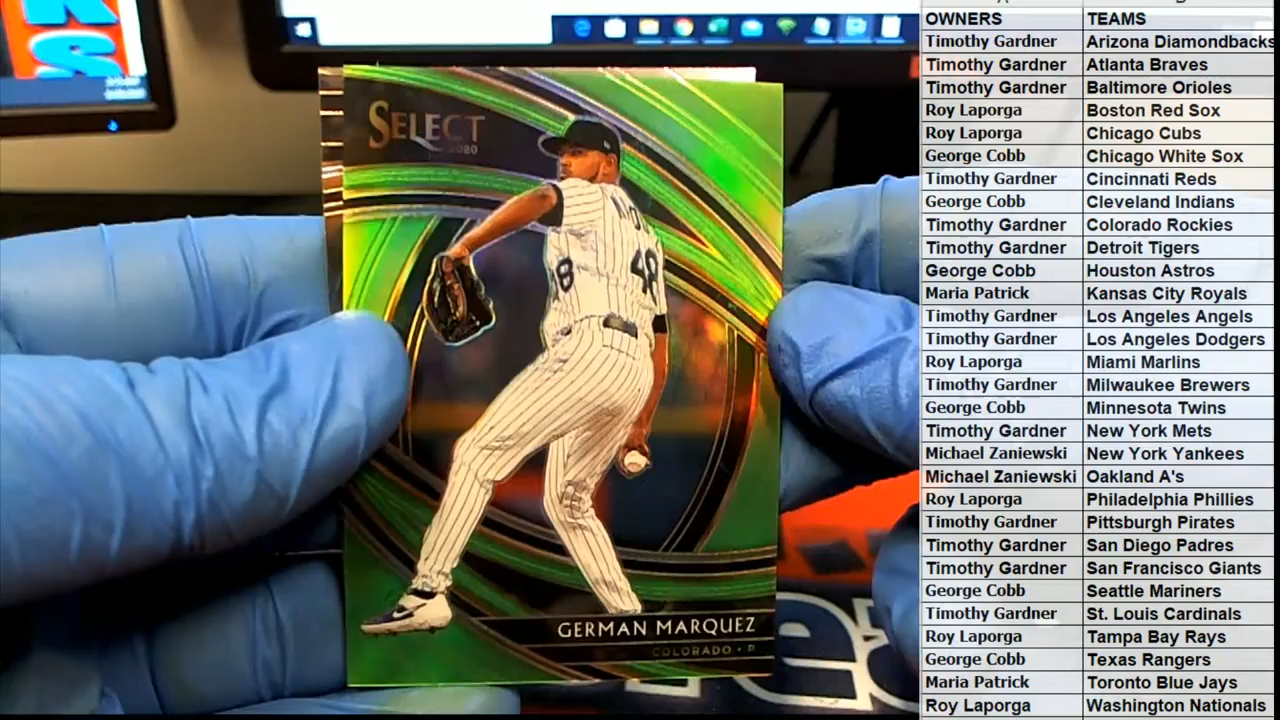 KS
SELECT
2020
48
48
GERMAN MARQUEZ
COLORADO • P
OWNERS TEAMS
Timothy Gardner Arizona Diamondbacks
Timothy Gardner Atlanta Braves
Timothy Gardner Baltimore Orioles
Roy Laporga Boston Red Sox
Roy Laporga Chicago Cubs
George Cobb Chicago White Sox
Timothy Gardner Cincinnati Reds
George Cobb Cleveland Indians
Timothy Gardner Colorado Rockies
Timothy Gardner Detroit Tigers
George Cobb Houston Astros
Maria Patrick Kansas City Royals
Timothy Gardner Los Angeles Angels
Timothy Gardner Los Angeles Dodgers
Roy Laporga Miami Marlins
Timothy Gardner Milwaukee Brewers
George Cobb Minnesota Twins
Timothy Gardner New York Mets
Michael Zaniewski New York Yankees
Michael Zaniewski Oakland A's
Roy Laporga Philadelphia Phillies
Timothy Gardner Pittsburgh Pirates
Timothy Gardner San Diego Padres
Timothy Gardner San Francisco Giants
George Cobb Seattle Mariners
Timothy Gardner St. Louis Cardinals
Roy Laporga Tampa Bay Rays
George Cobb Texas Rangers
Maria Patrick Toronto Blue Jays
Roy Laporga Washington Nationals